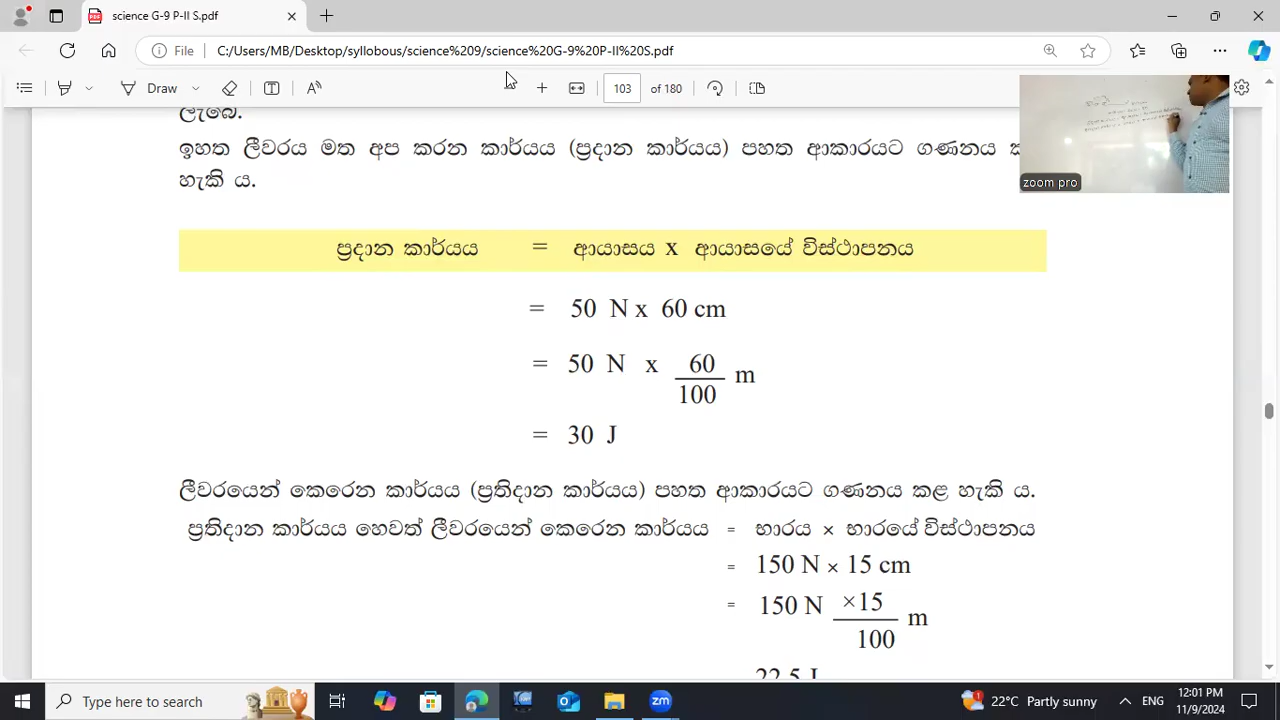 science G-9 P-II S.pdf
File C:/Users/MB/Desktop/syllobous/science%209/science%20G-9%20P-II%20S.pdf
Draw 103 of 180
ලැබේ.
ඉහත ලීවරය මත අප කරන කාර්යය (ප්‍රදාන කාර්යය) පහත ආකාරයට ගණනය
හැකි ය.
zoom pro
ප්‍රදාන කාර්යය = ආයාසය x ආයාසයේ විස්ථාපනය
= 50 N x 60 cm
= 50 N x 60/100 m
= 30 J
ලීවරයෙන් කෙරෙන කාර්යය (ප්‍රතිදාන කාර්යය) පහත ආකාරයට ගණනය කළ හැකි ය.
ප්‍රතිදාන කාර්යය හෙවත් ලීවරයෙන් කෙරෙන කාර්යය = භාරය × භාරයේ විස්ථාපනය
= 150 N × 15 cm
= 150 N ×15/100 m
22.5 J
Type here to search
22°C Partly sunny ENG 12:01 PM
11/9/2024